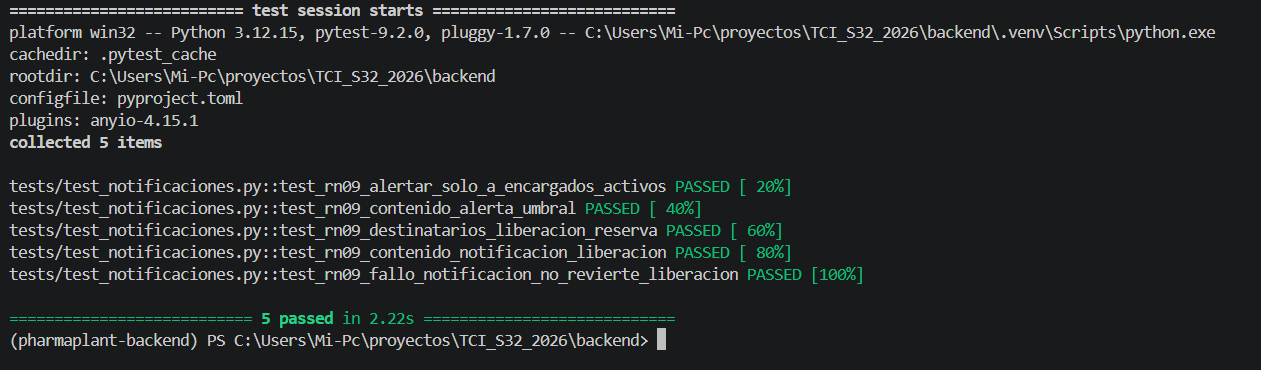 ========================== test session starts ===========================
platform win32 -- Python 3.12.15, pytest-9.2.0, pluggy-1.7.0 -- C:\Users\Mi-Pc\proyectos\TCI_S32_2026\backend\.venv\Scripts\python.exe
cachedir: .pytest_cache
rootdir: C:\Users\Mi-Pc\proyectos\TCI_S32_2026\backend
configfile: pyproject.toml
plugins: anyio-4.15.1
collected 5 items
tests/test_notificaciones.py::test_rn09_alertar_solo_a_encargados_activos PASSED [ 20%]
tests/test_notificaciones.py::test_rn09_contenido_alerta_umbral PASSED [ 40%]
tests/test_notificaciones.py::test_rn09_destinatarios_liberacion_reserva PASSED [ 60%]
tests/test_notificaciones.py::test_rn09_contenido_notificacion_liberacion PASSED [ 80%]
tests/test_notificaciones.py::test_rn09_fallo_notificacion_no_revierte_liberacion PASSED [100%]
=========================== 5 passed in 2.22s ============================
(pharmaplant-backend) PS C:\Users\Mi-Pc\proyectos\TCI_S32_2026\backend>